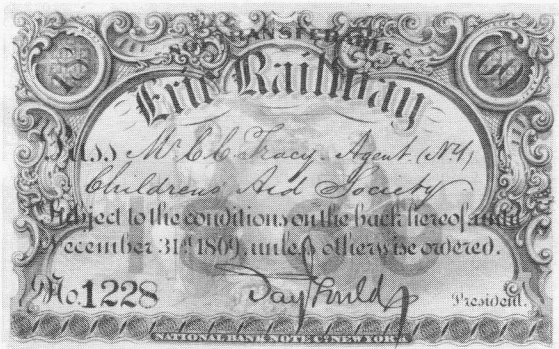 NOT TRANSFERABLE
18 69
Erie Railway
Pass Mr. C. C. Tracy. Agent (N.Y.)
Childrens' Aid Society
Subject to the conditions on the back hereof, until
December 31st 1869, unless otherwise ordered.
No. 1228 Jay Gould President.
NATIONAL BANK NOTE CO. NEW YORK